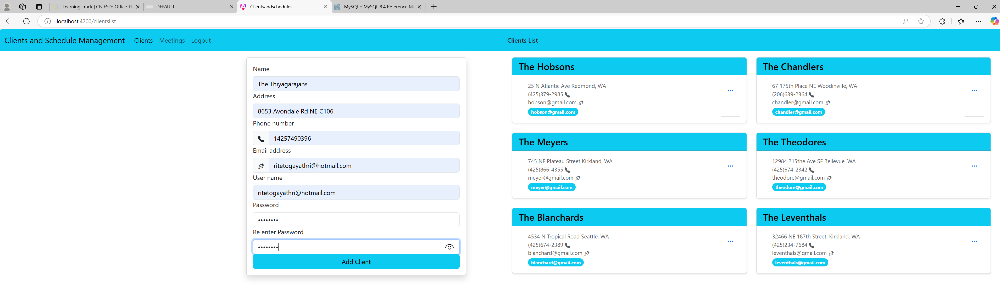 Learning Track | CB-FSD:-Office-H
DEFAULT
Clientsandschedules
MySQL :: MySQL 8.4 Reference M
localhost:4200/clientslist
Clients and Schedule Management Clients Meetings Logout
Clients List
Name
The Thiyagarajans
Address
8653 Avondale Rd NE C106
Phone number
14257490396
Email address
ritetogayathri@hotmail.com
User name
ritetogayathri@hotmail.com
Password
••••••••
Re enter Password
••••••••
Add Client
The Hobsons
25 N Atlantic Ave Redmond, WA
(425)379-2985
hobson@gmail.com
hobson@gmail.com
The Chandlers
67 175th Place NE Woodinville, WA
(206)639-2364
chandler@gmail.com
chandler@gmail.com
The Meyers
745 NE Plateau Street Kirkland, WA
(425)866-4355
meyer@gmail.com
meyer@gmail.com
The Theodores
12984 215the Ave SE Bellevue, WA
(425)674-2342
theodore@gmail.com
theodore@gmail.com
The Blanchards
4534 N Tropical Road Seattle, WA
(425)674-2389
blanchard@gmail.com
blanchard@gmail.com
The Leventhals
32466 NE 187th Street, Kirkland, WA
(425)234-7684
leventhals@gmail.com
leventhals@gmail.com